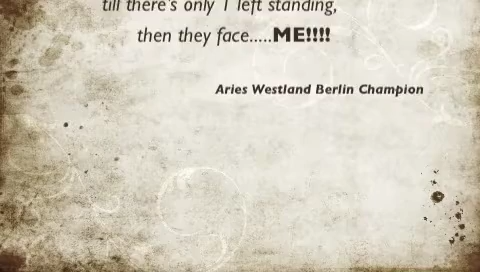 till there's only 1 left standing,
then they face.....ME!!!!
Aries Westland Berlin Champion